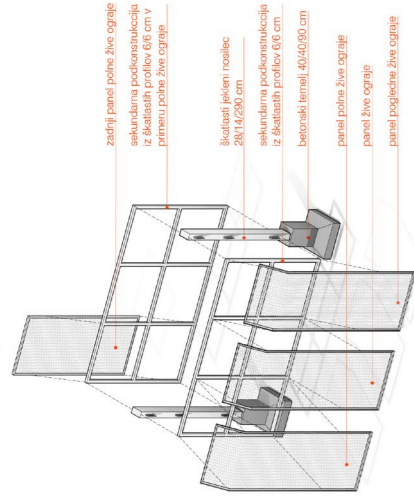 zadnji panel polne žive ograje
sekundarna podkonstrukcija
iz škatlastih profilov 6/6 cm v
primeru polne žive ograje
škatlasti jekleni nosilec
28/14/290 cm
sekundarna podkonstrukcija
iz škatlastih profilov 6/6 cm
betonski temelj 40/40/90 cm
panel polne žive ograje
panel žive ograje
panel pogledne žive ograje